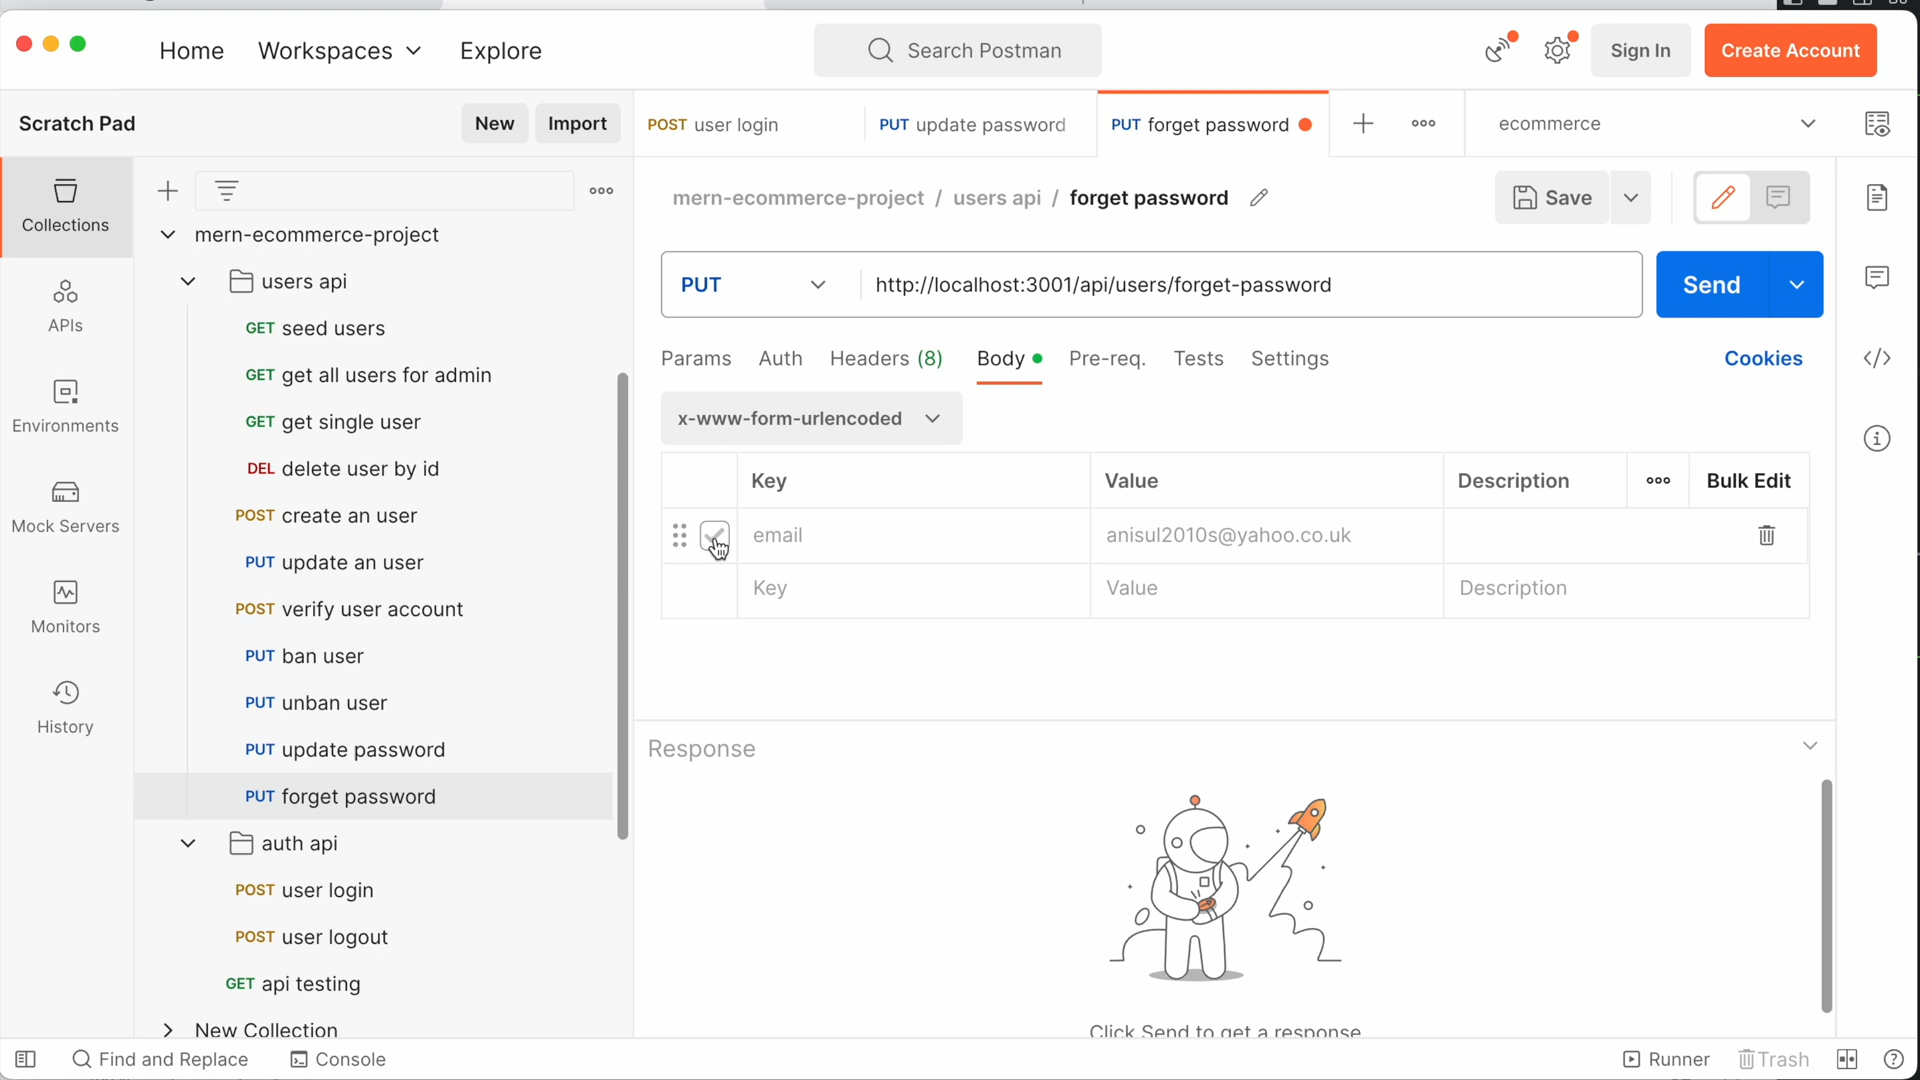 Home Workspaces Explore Search Postman Sign In Create Account
Scratch Pad New Import POST user login PUT update password PUT forget password ecommerce
mern-ecommerce-project / users api / forget password Save
PUT http://localhost:3001/api/users/forget-password Send
Params Auth Headers (8) Body Pre-req. Tests Settings Cookies
x-www-form-urlencoded
Key Value Description Bulk Edit
email anisul2010s@yahoo.co.uk
Key Value Description
Response
Click Send to get a response
Collections
APIs
Environments
Mock Servers
Monitors
History
mern-ecommerce-project
users api
GET seed users
GET get all users for admin
GET get single user
DEL delete user by id
POST create an user
PUT update an user
POST verify user account
PUT ban user
PUT unban user
PUT update password
PUT forget password
auth api
POST user login
POST user logout
GET api testing
New Collection
Find and Replace Console Runner Trash